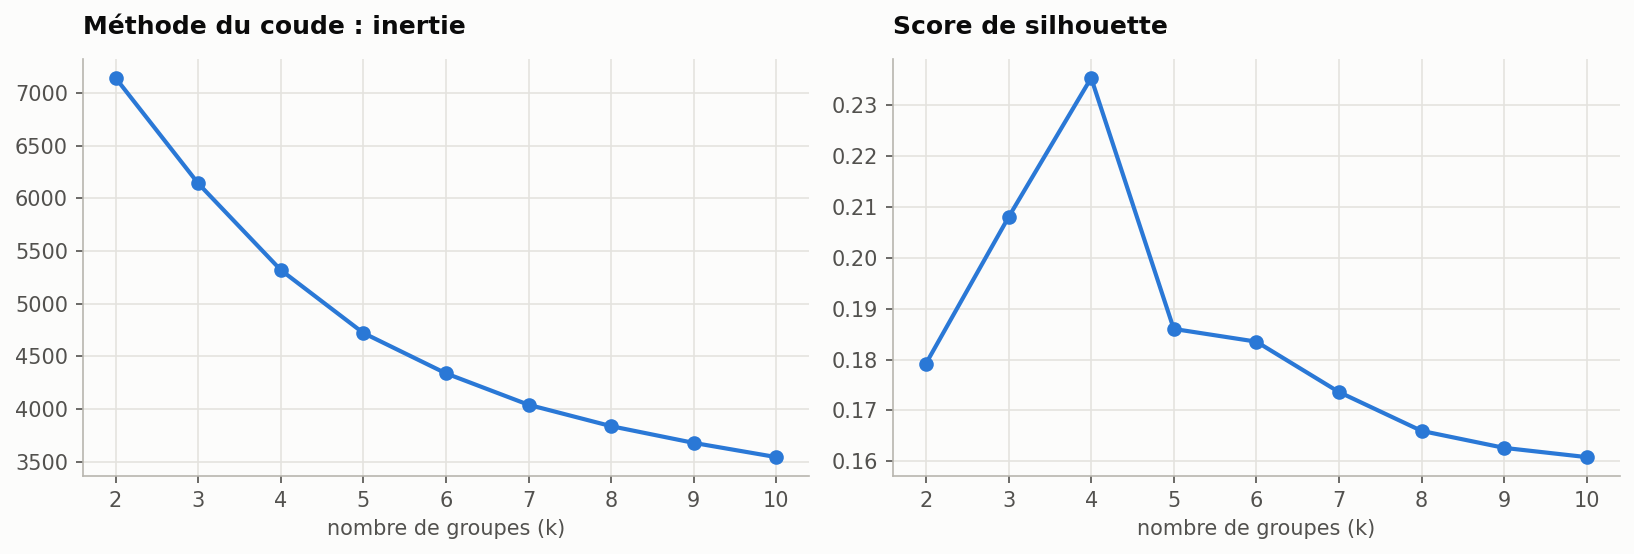 Méthode du coude : inertie
7000
6500
6000
5500
5000
4500
4000
3500
2 3 4 5 6 7 8 9 10
nombre de groupes (k)
Score de silhouette
0.23
0.22
0.21
0.20
0.19
0.18
0.17
0.16
2 3 4 5 6 7 8 9 10
nombre de groupes (k)